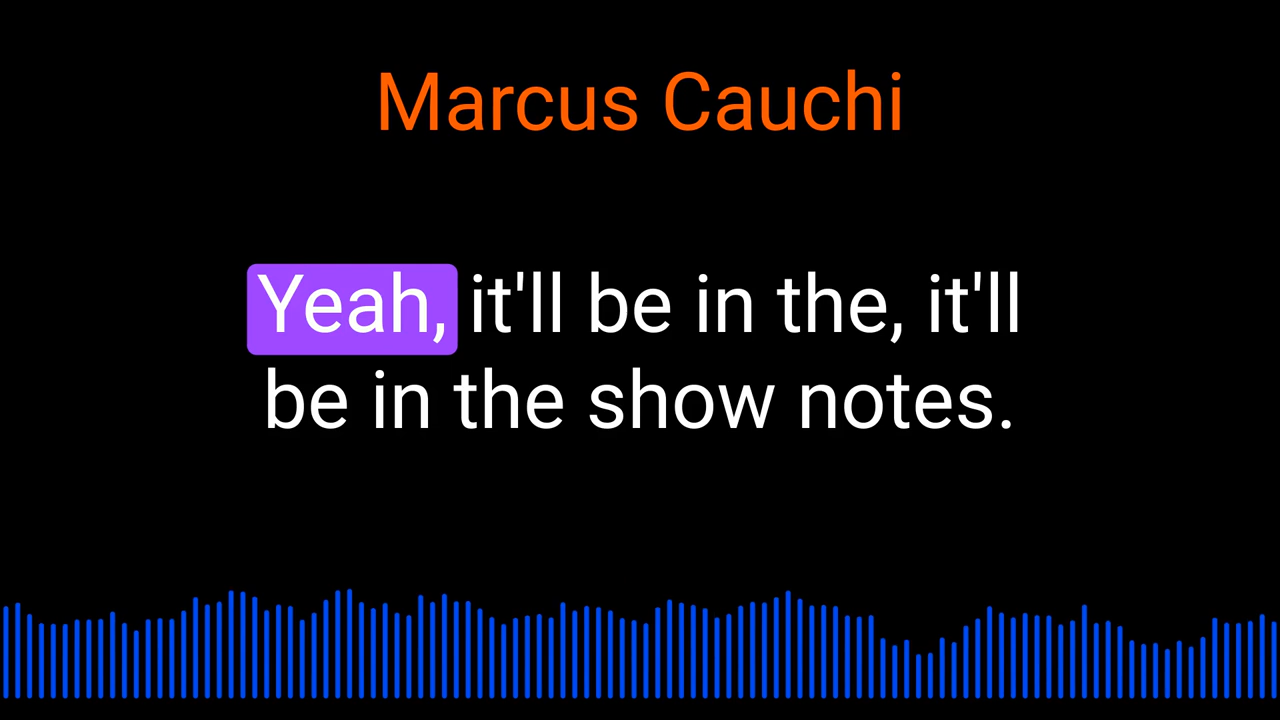 Marcus Cauchi
Yeah, it'll be in the, it'll
be in the show notes.